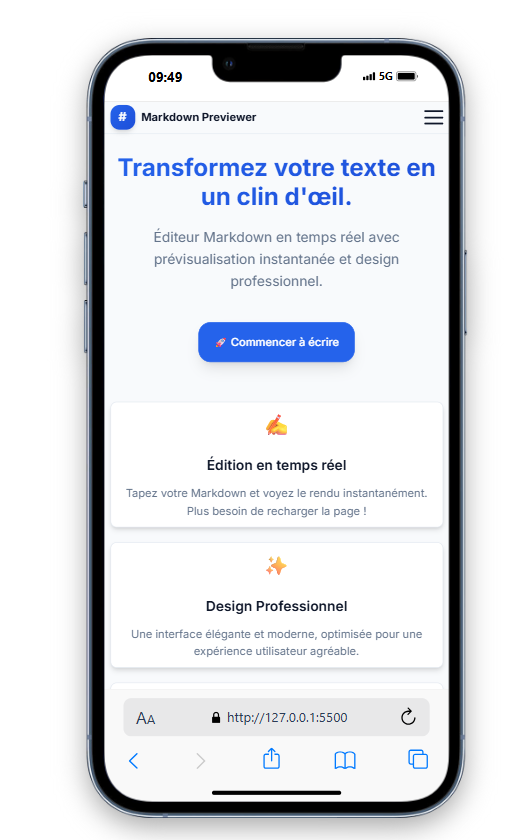 09:49
5G
# Markdown Previewer
Transformez votre texte en
un clin d'œil.
Éditeur Markdown en temps réel avec
prévisualisation instantanée et design
professionnel.
🚀 Commencer à écrire
✍️
Édition en temps réel
Tapez votre Markdown et voyez le rendu instantanément.
Plus besoin de recharger la page !
✨
Design Professionnel
Une interface élégante et moderne, optimisée pour une
expérience utilisateur agréable.
AA http://127.0.0.1:5500